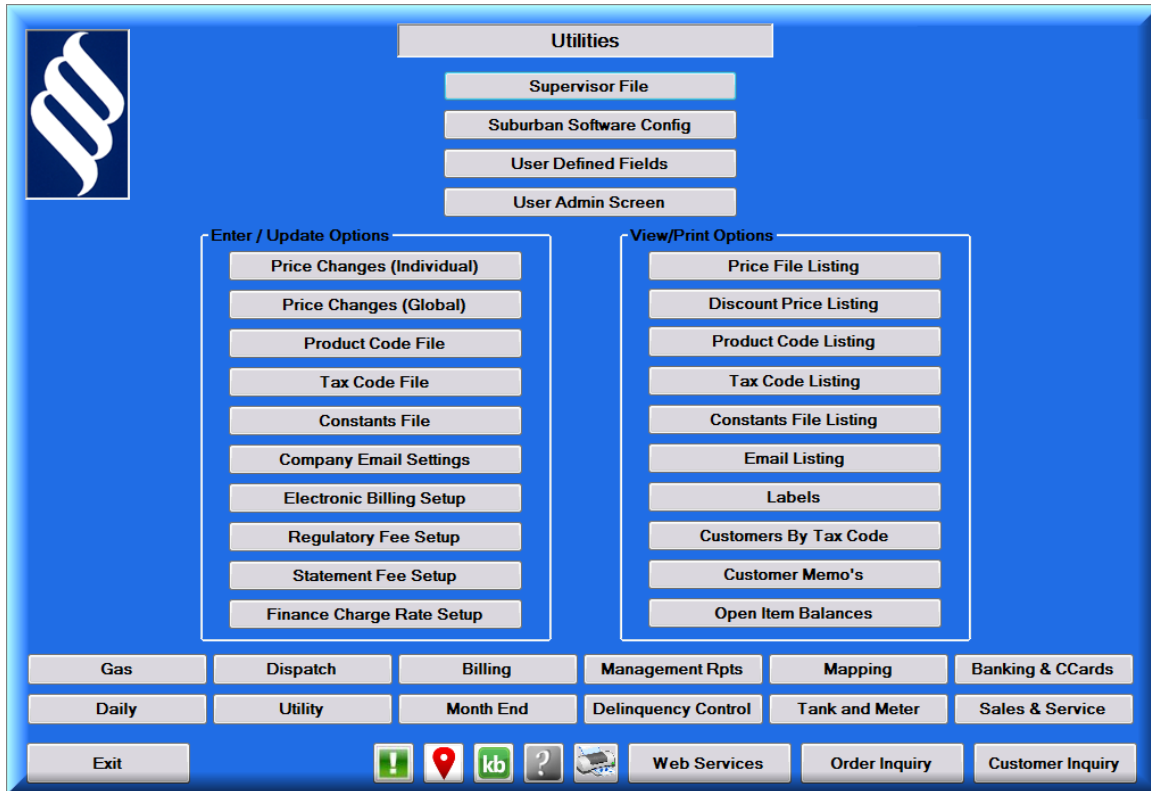 Utilities
Supervisor File
Suburban Software Config
User Defined Fields
User Admin Screen
Enter / Update Options
Price Changes (Individual)
Price Changes (Global)
Product Code File
Tax Code File
Constants File
Company Email Settings
Electronic Billing Setup
Regulatory Fee Setup
Statement Fee Setup
Finance Charge Rate Setup
View/Print Options
Price File Listing
Discount Price Listing
Product Code Listing
Tax Code Listing
Constants File Listing
Email Listing
Labels
Customers By Tax Code
Customer Memo's
Open Item Balances
Gas Dispatch Billing Management Rpts Mapping Banking & CCards
Daily Utility Month End Delinquency Control Tank and Meter Sales & Service
Exit ! kb ? Web Services Order Inquiry Customer Inquiry